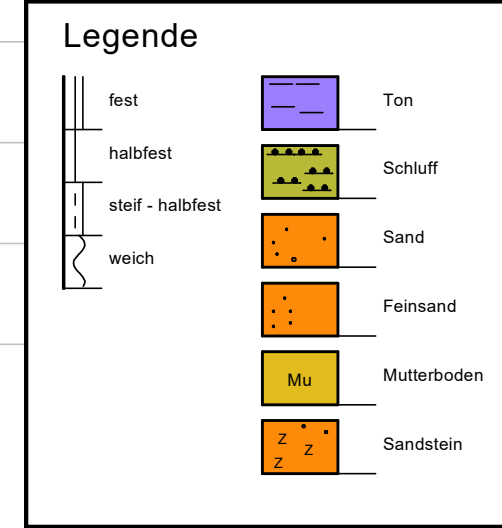 Legende
fest
halbfest
steif - halbfest
weich
Ton
Schluff
Sand
Feinsand
Mu
Mutterboden
Z
Z
Z
Sandstein